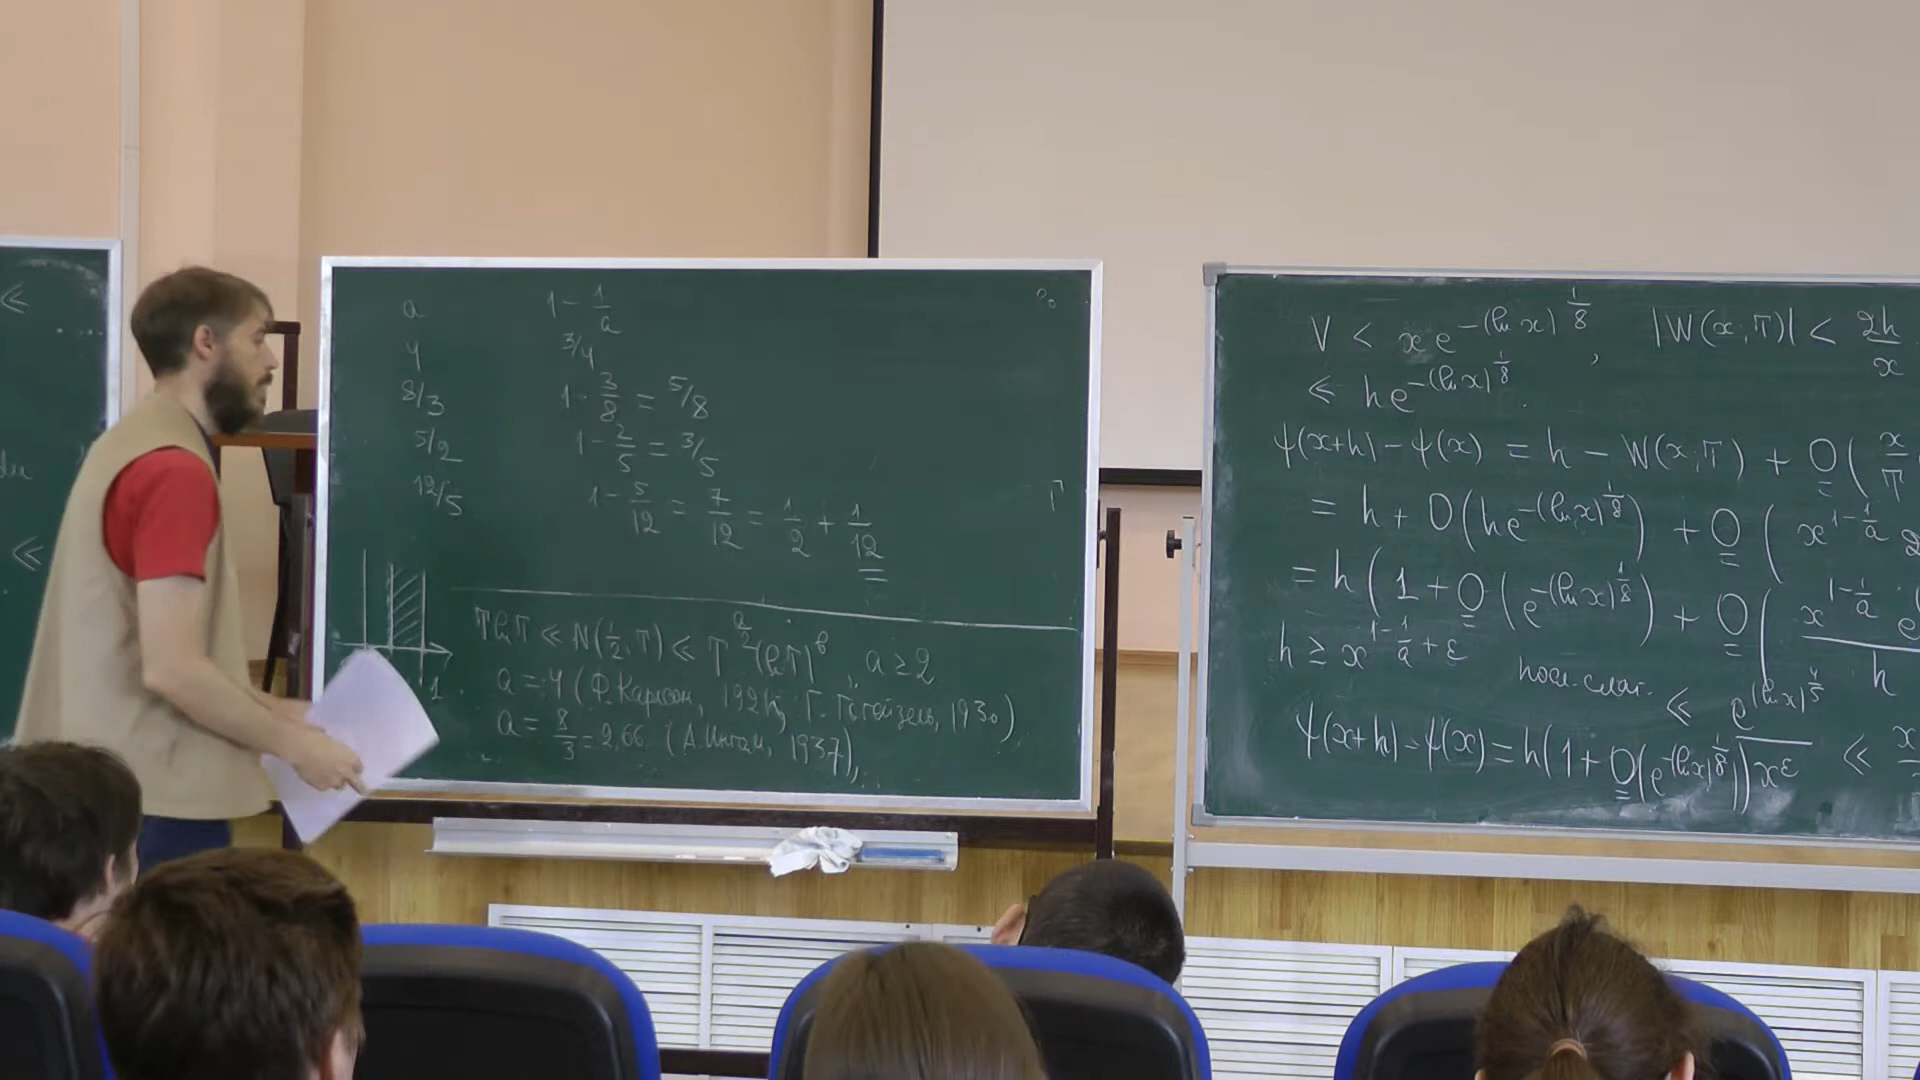 ≪
du
≪
a 1 - 1/a
4 3/4
8/3 1 - 3/8 = 5/8
5/2 1 - 2/5 = 3/5
12/5 1 - 5/12 = 7/12 = 1/2 + 1/12
T
1
T ln T ≪ N(1/2, T) ≪ T^{a/2} (ln T)^b, a ≥ 2
a = 4 (Ф. Карлсон, Г. Гогейзель, 1930)
a = 8/3 = 2,66. (А. Ингам, 1937),
V < x e^{-(ln x)^{1/8}}, |W(x, T)| < 2h/x
≤ h e^{-(ln x)^{1/8}}.
ψ(x+h) - ψ(x) = h - W(x, T) + O(x/T
= h + O(h e^{-(ln x)^{1/8}}) + O(x^{1-1/a}
= h(1 + O(e^{-(ln x)^{1/8}}) + O(x^{1-1/a} e / h
h ≥ x^{1-1/a+ε} посл. слаг. ≪ e^{(ln x)^{4/5}} / x^ε ≪ x
ψ(x+h) - ψ(x) = h(1 + O(e^{-(ln x)^{1/8}}))